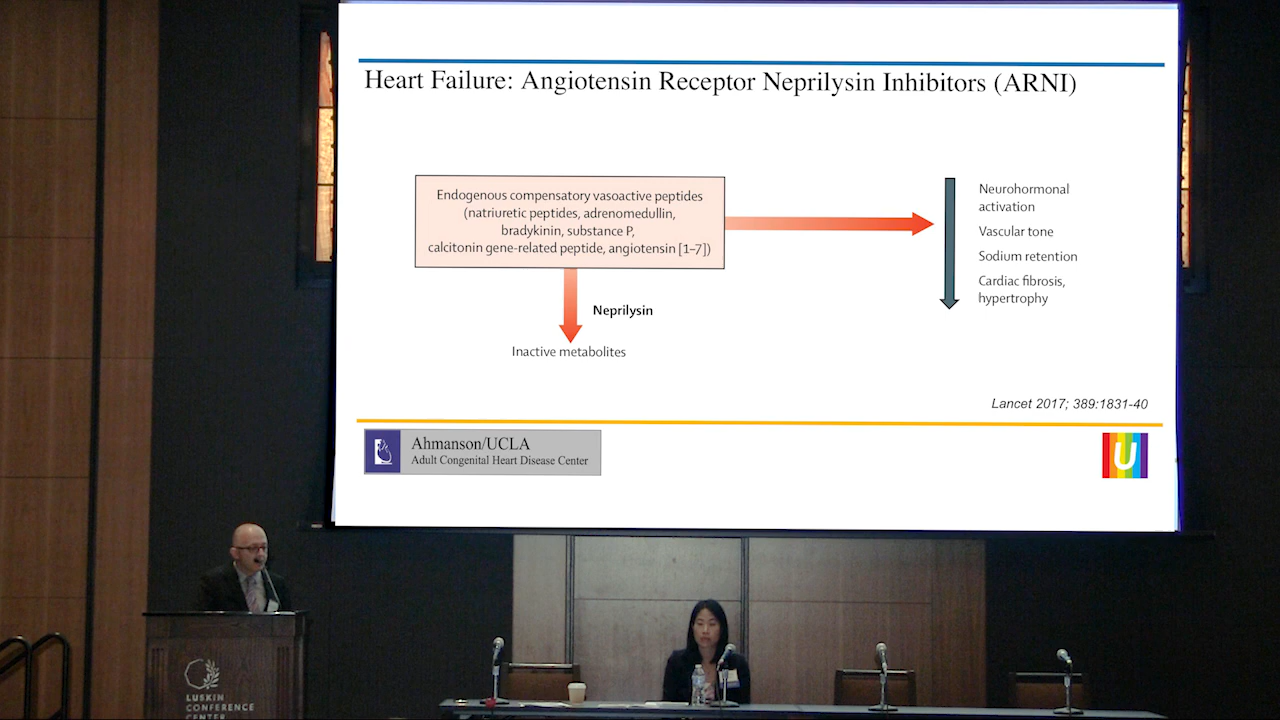 Heart Failure: Angiotensin Receptor Neprilysin Inhibitors (ARNI)
Endogenous compensatory vasoactive peptides
(natriuretic peptides, adrenomedullin,
bradykinin, substance P,
calcitonin gene-related peptide, angiotensin [1–7])
Neprilysin
Inactive metabolites
Neurohormonal
activation
Vascular tone
Sodium retention
Cardiac fibrosis,
hypertrophy
Lancet 2017; 389:1831-40
Ahmanson/UCLA
Adult Congenital Heart Disease Center
U
LUSKIN
CONFERENCE
CENTER